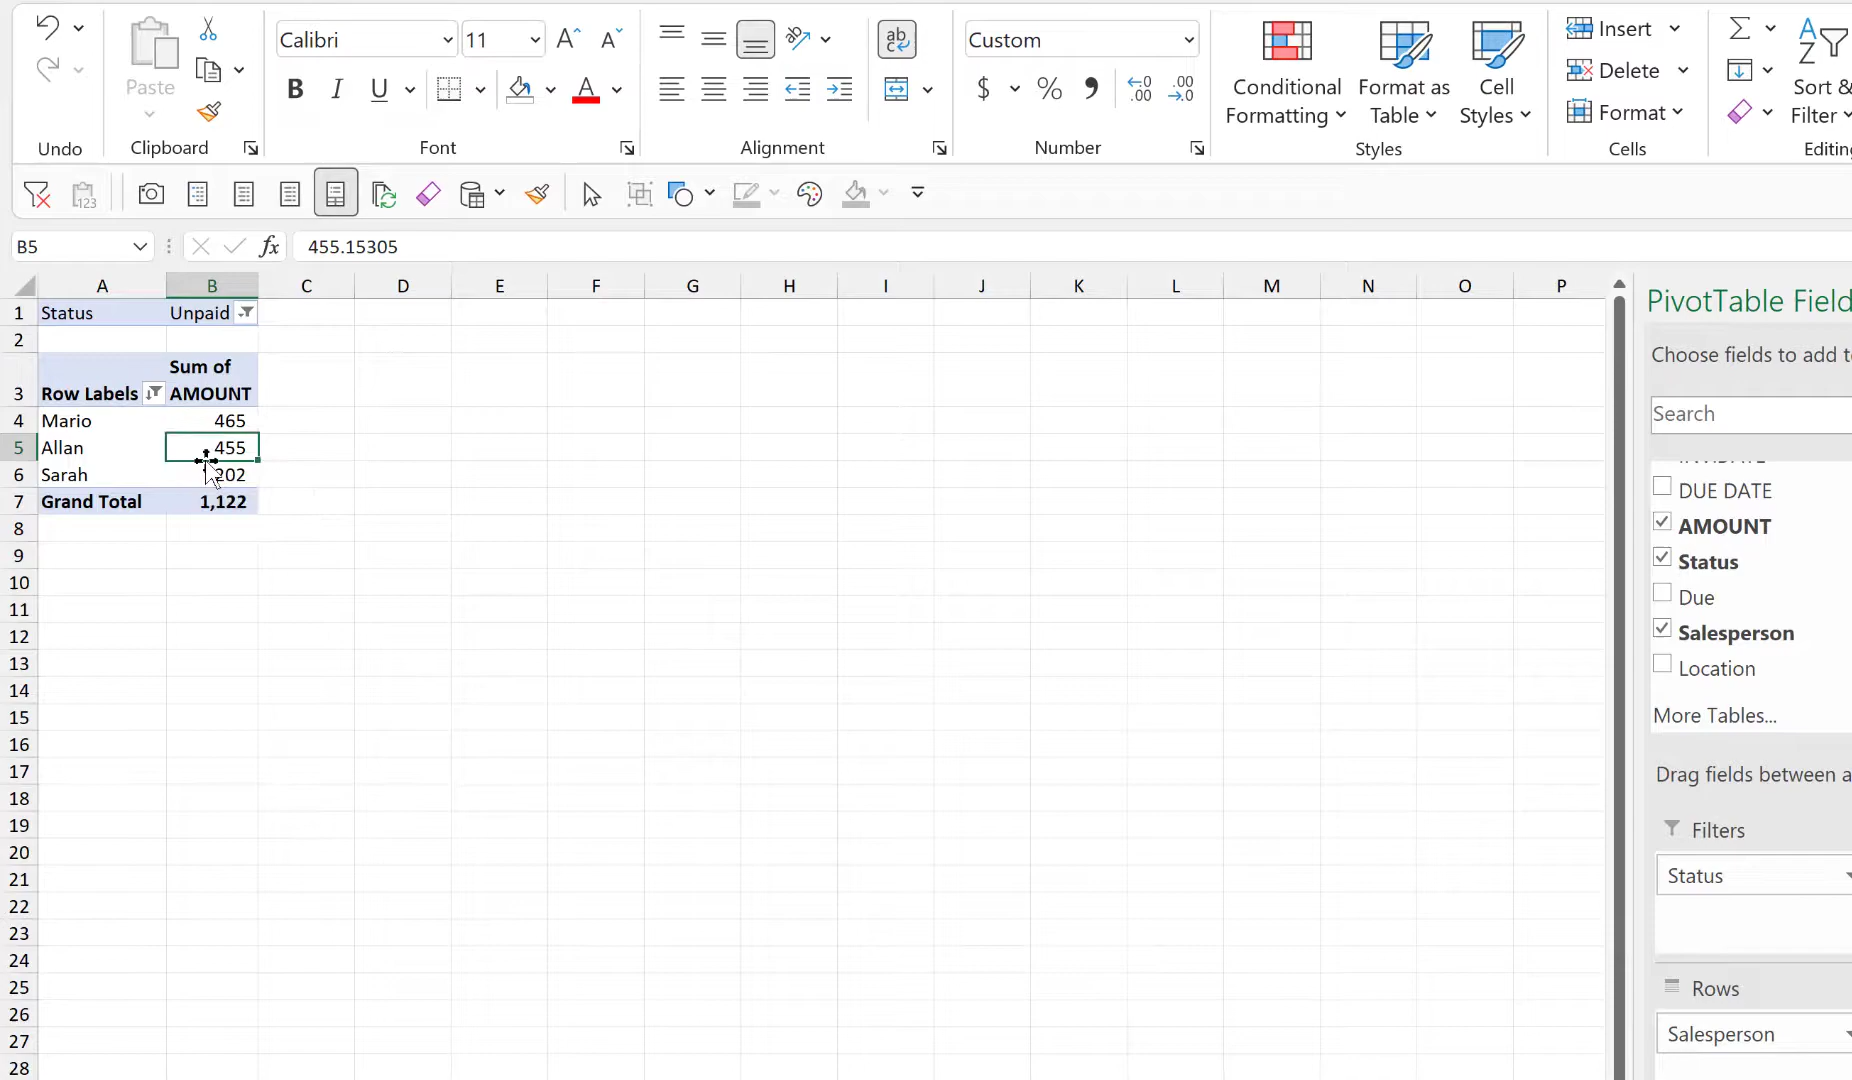 Calibri
11
ab
Custom
Insert
Delete
Format
Paste
B I U
A
$ % 9
Conditional Formatting
Format as Table
Cell Styles
Sort &
Filter
Undo
Clipboard
Font
Alignment
Number
Styles
Cells
Editing
B5
fx
455.15305
A B C D E F G H I J K L M N O P
1 Status Unpaid
2
Sum of
3 Row Labels AMOUNT
4 Mario 465
5 Allan 455
6 Sarah 202
7 Grand Total 1,122
8
9
10
11
12
13
14
15
16
17
18
19
20
21
22
23
24
25
26
27
28
PivotTable Field
Choose fields to add to
Search
DUE DATE
AMOUNT
Status
Due
Salesperson
Location
More Tables...
Drag fields between a
Filters
Status
Rows
Salesperson